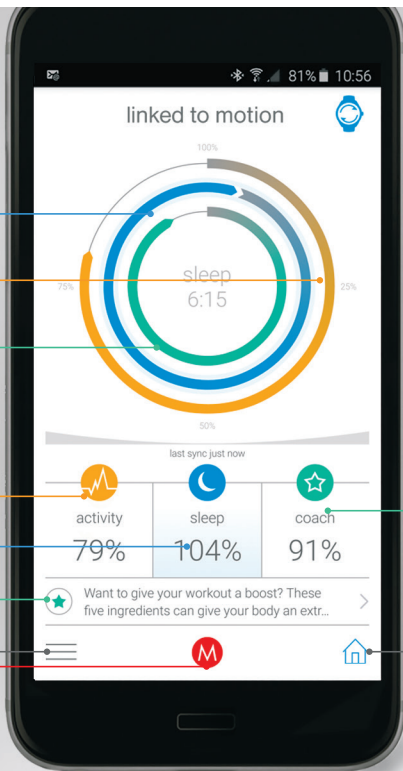 81% 10:56
linked to motion
100%
sleep
6:15
75%
25%
50%
last sync just now
activity
sleep
coach
79%
104%
91%
Want to give your workout a boost? These
five ingredients can give your body an extr...
M